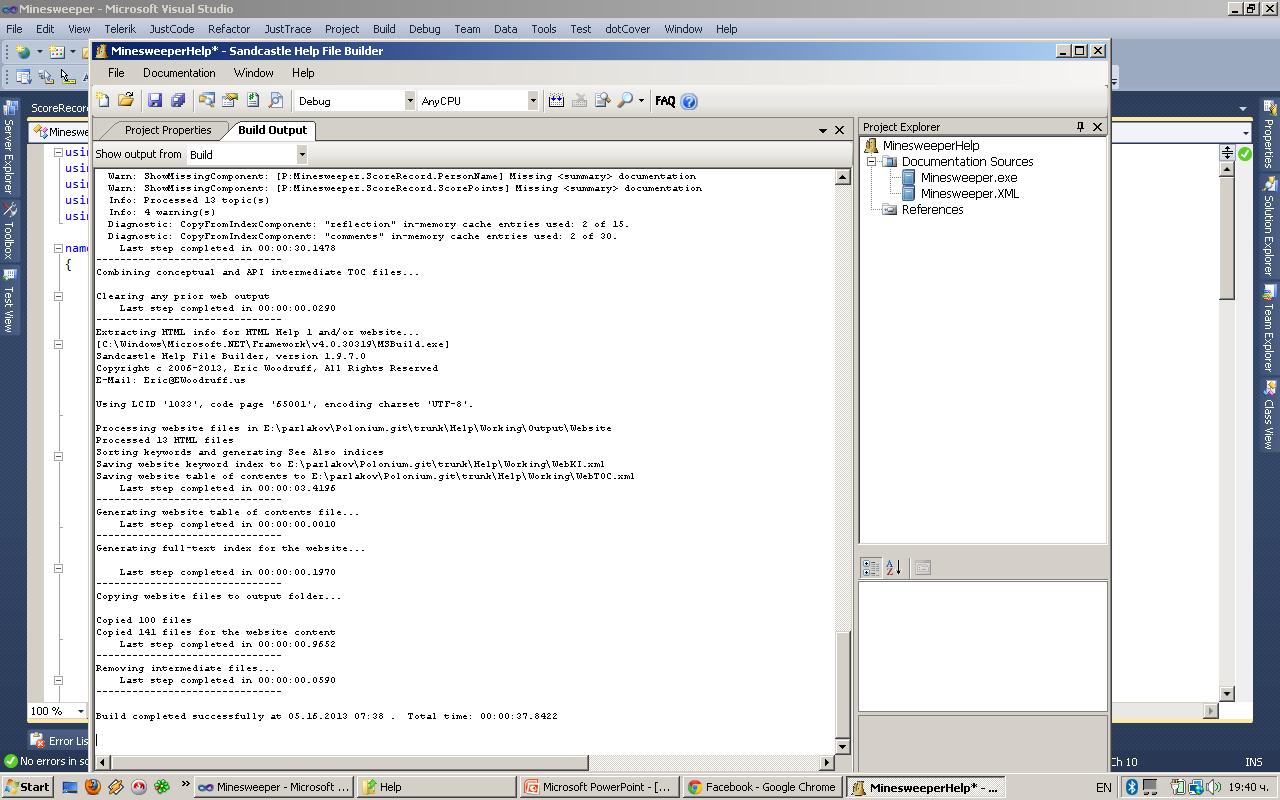 Minesweeper - Microsoft Visual Studio
File Edit View Telerik JustCode Refactor JustTrace Project Build Debug Team Data Tools Test dotCover Window Help
MinesweeperHelp* - Sandcastle Help File Builder
File Documentation Window Help
Debug AnyCPU FAQ
ScoreRecord
Project Properties Build Output
Project Explorer
Mineswe
Show output from Build
MinesweeperHelp
Documentation Sources
Minesweeper.exe
Minesweeper.XML
References
Server Explorer
Toolbox
Test View
Properties
Solution Explorer
Team Explorer
Class View
usin
usin
usin
usin
usin
name
{
Warn: ShowMissingComponent: [P:Minesweeper.ScoreRecord.PersonName] Missing <summary> documentation
Warn: ShowMissingComponent: [P:Minesweeper.ScoreRecord.ScorePoints] Missing <summary> documentation
Info: Processed 13 topic(s)
Info: 4 warning(s)
Diagnostic: CopyFromIndexComponent: "reflection" in-memory cache entries used: 2 of 15.
Diagnostic: CopyFromIndexComponent: "comments" in-memory cache entries used: 2 of 30.
Last step completed in 00:00:30.1478
-------------------------------
Combining conceptual and API intermediate TOC files...
Clearing any prior web output
Last step completed in 00:00:00.0290
-------------------------------
Extracting HTML info for HTML Help 1 and/or website...
[C:\Windows\Microsoft.NET\Framework\v4.0.30319\MSBuild.exe]
Sandcastle Help File Builder, version 1.9.7.0
Copyright c 2006-2013, Eric Woodruff, All Rights Reserved
E-Mail: Eric@EWoodruff.us
Using LCID '1033', code page '65001', encoding charset 'UTF-8'.
Processing website files in E:\parlakov\Polonium.git\trunk\Help\Working\Output\Website
Processed 13 HTML files
Sorting keywords and generating See Also indices
Saving website keyword index to E:\parlakov\Polonium.git\trunk\Help\Working\WebKI.xml
Saving website table of contents to E:\parlakov\Polonium.git\trunk\Help\Working\WebTOC.xml
Last step completed in 00:00:03.4196
-------------------------------
Generating website table of contents file...
Last step completed in 00:00:00.0010
-------------------------------
Generating full-text index for the website...
Last step completed in 00:00:00.1970
-------------------------------
Copying website files to output folder...
Copied 100 files
Copied 141 files for the website content
Last step completed in 00:00:00.9652
-------------------------------
Removing intermediate files...
Last step completed in 00:00:00.0590
-------------------------------
Build completed successfully at 05.16.2013 07:38 . Total time: 00:00:37.8422
100 %
Error Lis
No errors in so
Ch 10 INS
Start Minesweeper - Microsoft ... Help Microsoft PowerPoint - [... Facebook - Google Chrome MinesweeperHelp* - ... EN 19:40 ч.